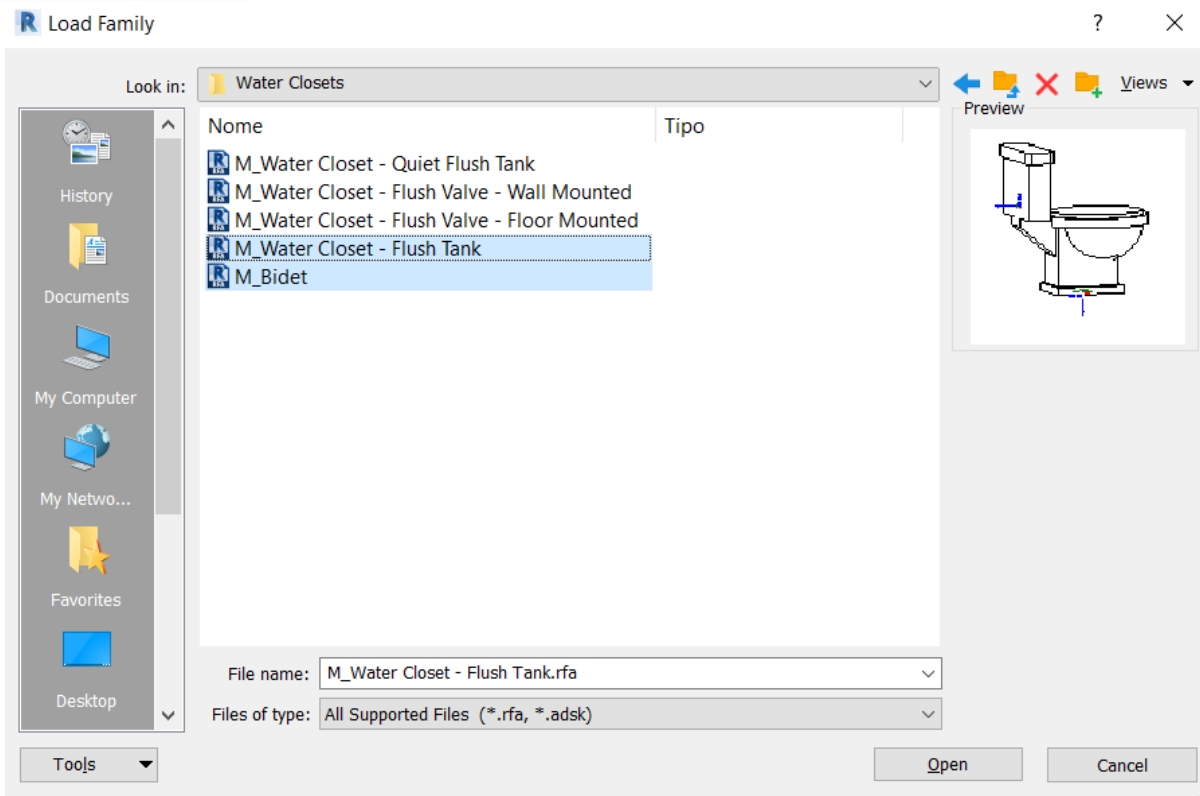 Load Family
Look in: Water Closets Views
Preview
Nome Tipo
M_Water Closet - Quiet Flush Tank
M_Water Closet - Flush Valve - Wall Mounted
M_Water Closet - Flush Valve - Floor Mounted
M_Water Closet - Flush Tank
M_Bidet
History
Documents
My Computer
My Netwo...
Favorites
Desktop
File name: M_Water Closet - Flush Tank.rfa
Files of type: All Supported Files (*.rfa, *.adsk)
Tools Open Cancel